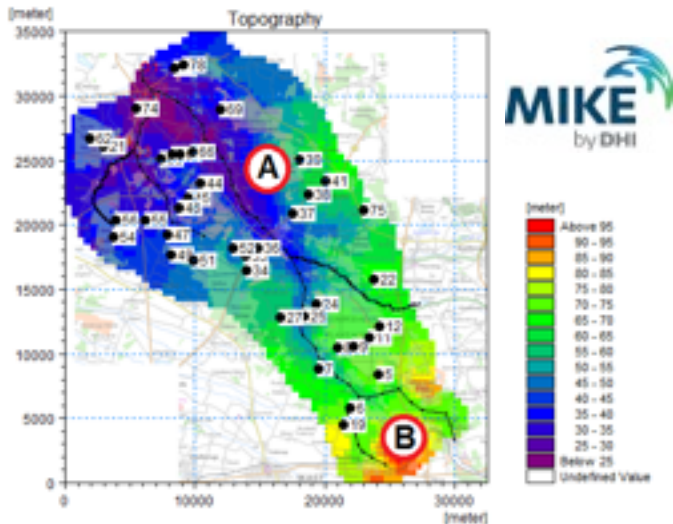 Topography
[meter]
35000
30000
25000
20000
15000
10000
5000
0
0 10000 20000 30000
[meter]
78
74
69
62
21
66
39
41
44
38
45
37
75
66
66
64
47
52
36
61
34
22
24
27
25
12
11
7
5
6
19
A
B
MIKE
by DHI
[meter]
Above 95
90 - 95
85 - 90
80 - 85
75 - 80
70 - 75
65 - 70
60 - 65
55 - 60
50 - 55
45 - 50
40 - 45
35 - 40
30 - 35
25 - 30
Below 25
Undefined Value